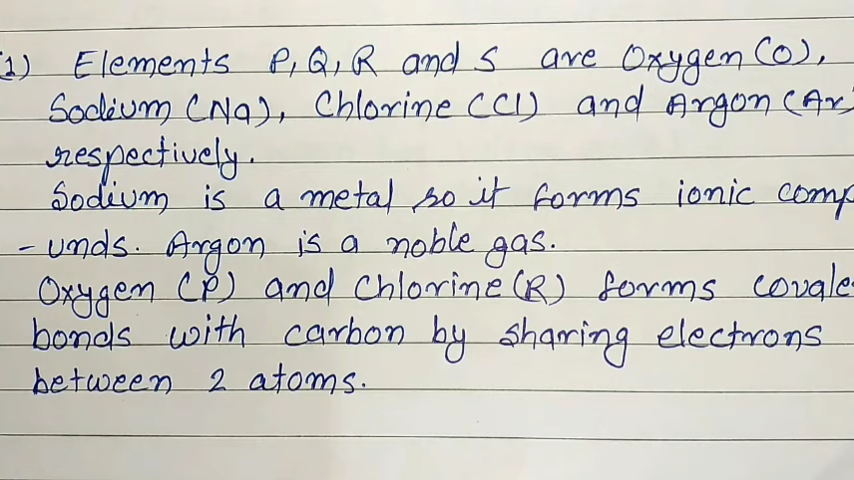 (1) Elements P, Q, R and S are Oxygen (O),
Sodium (Na), Chlorine (Cl) and Argon (Ar)
respectively.
Sodium is a metal so it forms ionic comp
- unds. Argon is a noble gas.
Oxygen (P) and Chlorine (R) forms covale
bonds with carbon by sharing electrons
between 2 atoms.